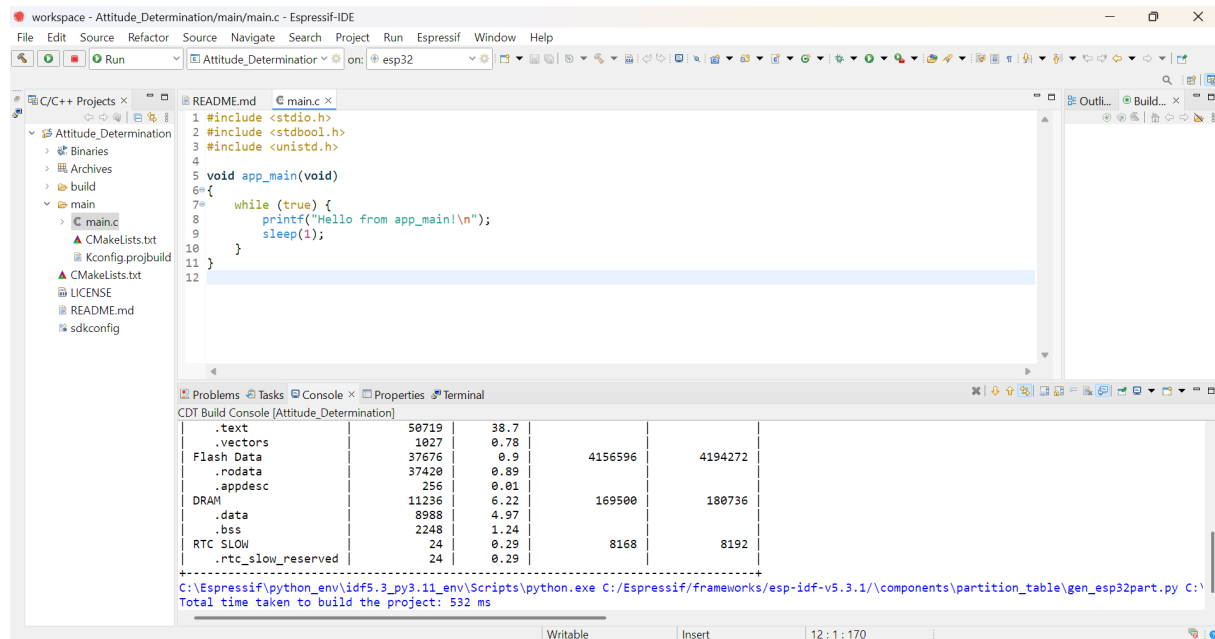 workspace - Attitude_Determination/main/main.c - Espressif-IDE
File Edit Source Refactor Source Navigate Search Project Run Espressif Window Help
Run Attitude_Determination on: esp32
C/C++ Projects
Attitude_Determination
Binaries
Archives
build
main
main.c
CMakeLists.txt
Kconfig.projbuild
CMakeLists.txt
LICENSE
README.md
sdkconfig
README.md main.c
1 #include <stdio.h>
2 #include <stdbool.h>
3 #include <unistd.h>
4
5 void app_main(void)
6 {
7 while (true) {
8 printf("Hello from app_main!\n");
9 sleep(1);
10 }
11 }
12
Outli... Build...
Problems Tasks Console Properties Terminal
CDT Build Console [Attitude_Determination]
| .text | 50719 | 38.7 | | |
| .vectors | 1027 | 0.78 | | |
| Flash Data | 37676 | 0.9 | 4156596 | 4194272 |
| .rodata | 37420 | 0.89 | | |
| .appdesc | 256 | 0.01 | | |
| DRAM | 11236 | 6.22 | 169500 | 180736 |
| .data | 8988 | 4.97 | | |
| .bss | 2248 | 1.24 | | |
| RTC SLOW | 24 | 0.29 | 8168 | 8192 |
| .rtc_slow_reserved | 24 | 0.29 | | |
+------------------------------------------------------------------------------------+
C:\Espressif\python_env\idf5.3_py3.11_env\Scripts\python.exe C:/Espressif/frameworks/esp-idf-v5.3.1/\components\partition_table\gen_esp32part.py C:\
Total time taken to build the project: 532 ms
Writable Insert 12 : 1 : 170